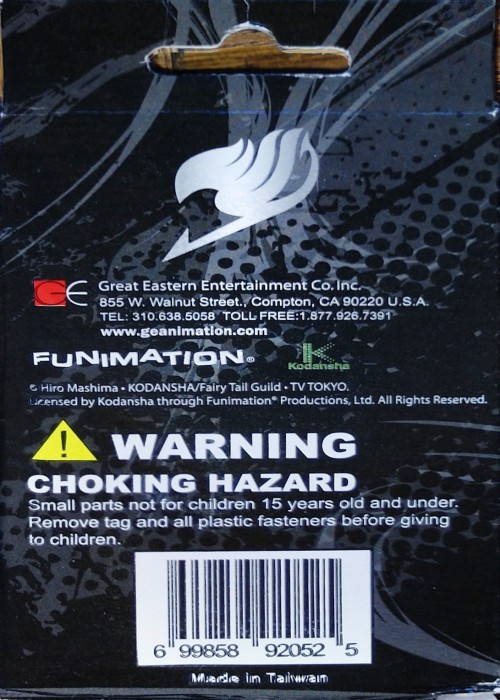 GE Great Eastern Entertainment Co. Inc.
855 W. Walnut Street., Compton, CA 90220 U.S.A.
TEL: 310.638.5058 TOLL FREE:1.877.926.7391
www.geanimation.com
FUNIMATION® Kodansha
© Hiro Mashima • KODANSHA/Fairy Tail Guild • TV TOKYO.
Licensed by Kodansha through Funimation® Productions, Ltd. All Rights Reserved.
WARNING
CHOKING HAZARD
Small parts not for children 15 years old and under.
Remove tag and all plastic fasteners before giving
to children.
6 99858 92052 5
Made in Taiwan